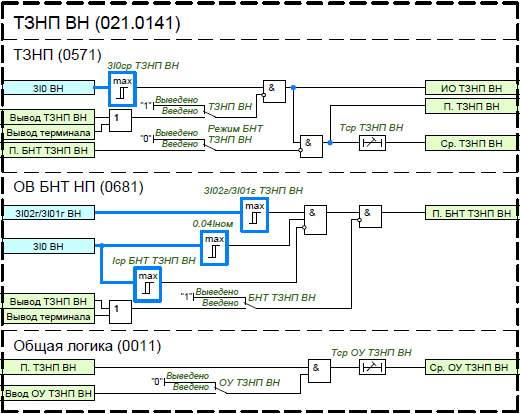 ТЗНП ВН (021.0141)
ТЗНП (0571)
3I0ср ТЗНП ВН
3I0 ВН
max
&
ИО ТЗНП ВН
"1" Выведено
Введено
ТЗНП ВН
П. ТЗНП ВН
Вывод ТЗНП ВН
Вывод терминала
1
Режим БНТ
ТЗНП ВН
Tср ТЗНП ВН
"0" Выведено
Введено
П. БНТ ТЗНП ВН
&
Ср. ТЗНП ВН
ОВ БНТ НП (0681)
3I02г/3I01г ТЗНП ВН
3I02г/3I01г ВН
max
&
&
П. БНТ ТЗНП ВН
0.04Iном
3I0 ВН
max
Iср БНТ ТЗНП ВН
max
"1" Выведено
Введено
БНТ ТЗНП ВН
Вывод ТЗНП ВН
Вывод терминала
1
Общая логика (0011)
Tср ОУ ТЗНП ВН
П. ТЗНП ВН
&
Ср. ОУ ТЗНП ВН
"0" Выведено
Введено
ОУ ТЗНП ВН
Ввод ОУ ТЗНП ВН